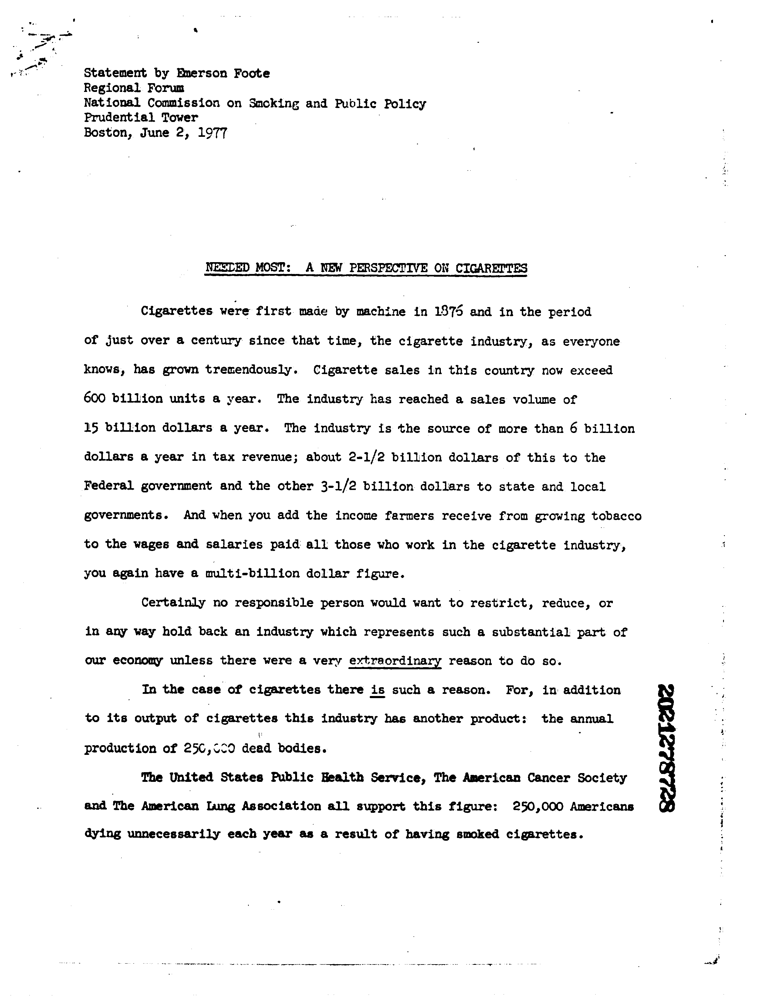 Statement by Emerson Foote
Regional Forum
National Commission on Smoking and Public Policy
Prudential Tower
Boston, June 2, 1977
NEEDED MOST: A NEW PERSPECTIVE ON CIGARETTES
Cigarettes were first made by machine in 1876 and in the period
of just over a century since that time, the cigarette industry, as everyone
knows, has grown tremendously. Cigarette sales in this country now exceed
600 billion units a year. The industry has reached a sales volume of
15 billion dollars a year. The industry is the source of more than 6 billion
dollars a year in tax revenue; about 2-1/2 billion dollars of this to the
Federal government and the other 3-1/2 billion dollars to state and local
governments. And when you add the income farmers receive from growing tobacco
to the wages and salaries paid all those who work in the cigarette industry,
you again have a multi-billion dollar figure.
Certainly no responsible person would want to restrict, reduce, or
in any way hold back an industry which represents such a substantial part of
our economy unless there were a very extraordinary reason to do so.
In the case of cigarettes there is such a reason. For, in addition
to its output of cigarettes this industry has another product: the annual
production of 250,000 dead bodies.
The United States Public Health Service, The American Cancer Society
and The American Lung Association all support this figure: 250,000 Americans
dying unnecessarily each year as a result of having smoked cigarettes.
2021278728